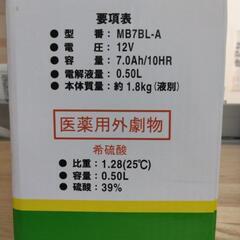 要項表
●型番：MB7BL-A
●電圧：12V
●容量：7.0Ah/10HR
●電解液量：0.50L
●本体質量：約1.8kg（液別）
医薬用外劇物
希硫酸
●比重：1.28(25℃)
●容量：0.50L
●硫酸：39%